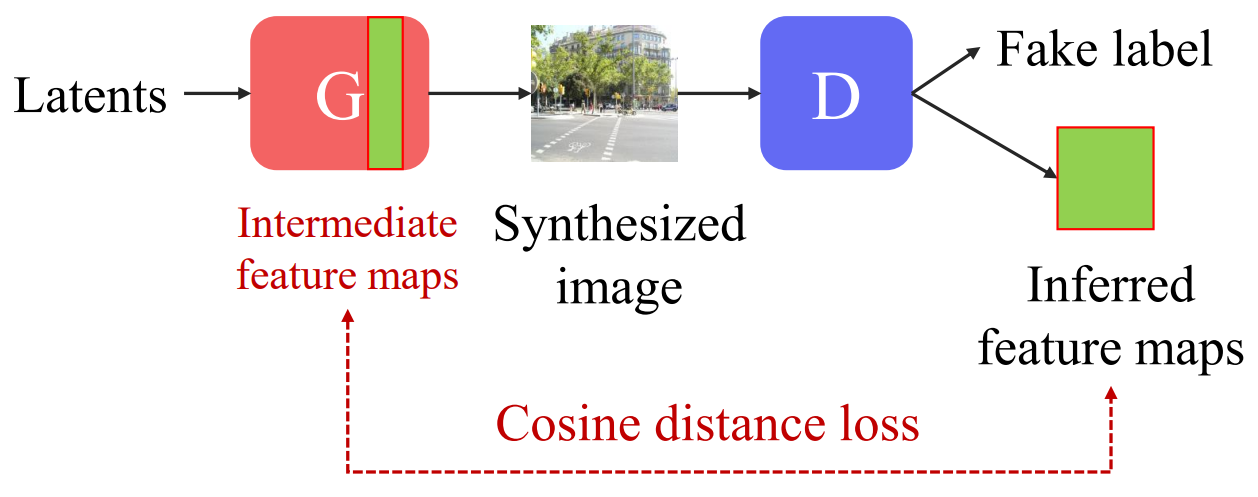 Latents
G
D
Fake label
Intermediate
feature maps
Synthesized
image
Inferred
feature maps
Cosine distance loss